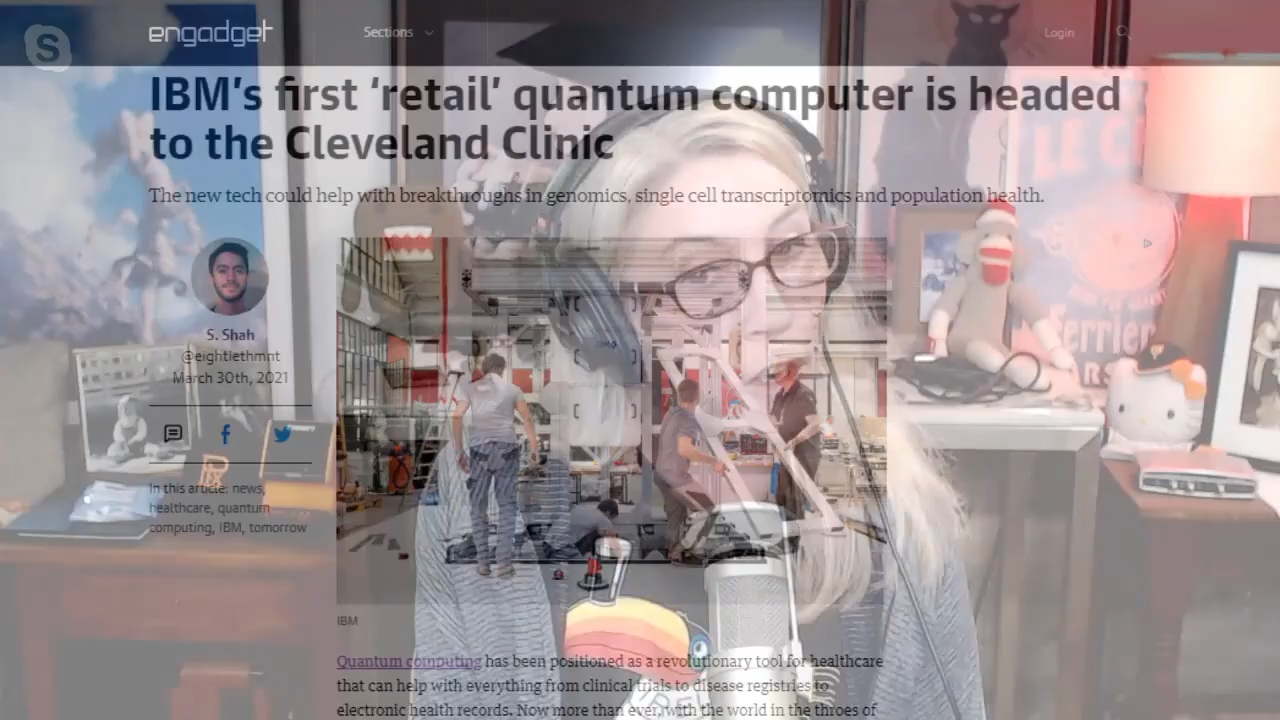 S
engadget
Sections
Login
IBM's first 'retail' quantum computer is headed
to the Cleveland Clinic
The new tech could help with breakthroughs in genomics, single cell transcriptomics and population health.
S. Shah
@eightiethmnt
March 30th, 2021
In this article: news,
healthcare, quantum
computing, IBM, tomorrow
IBM
Quantum computing has been positioned as a revolutionary tool for healthcare
that can help with everything from clinical trials to disease registries to
electronic health records. Now more than ever, with the world in the throes of